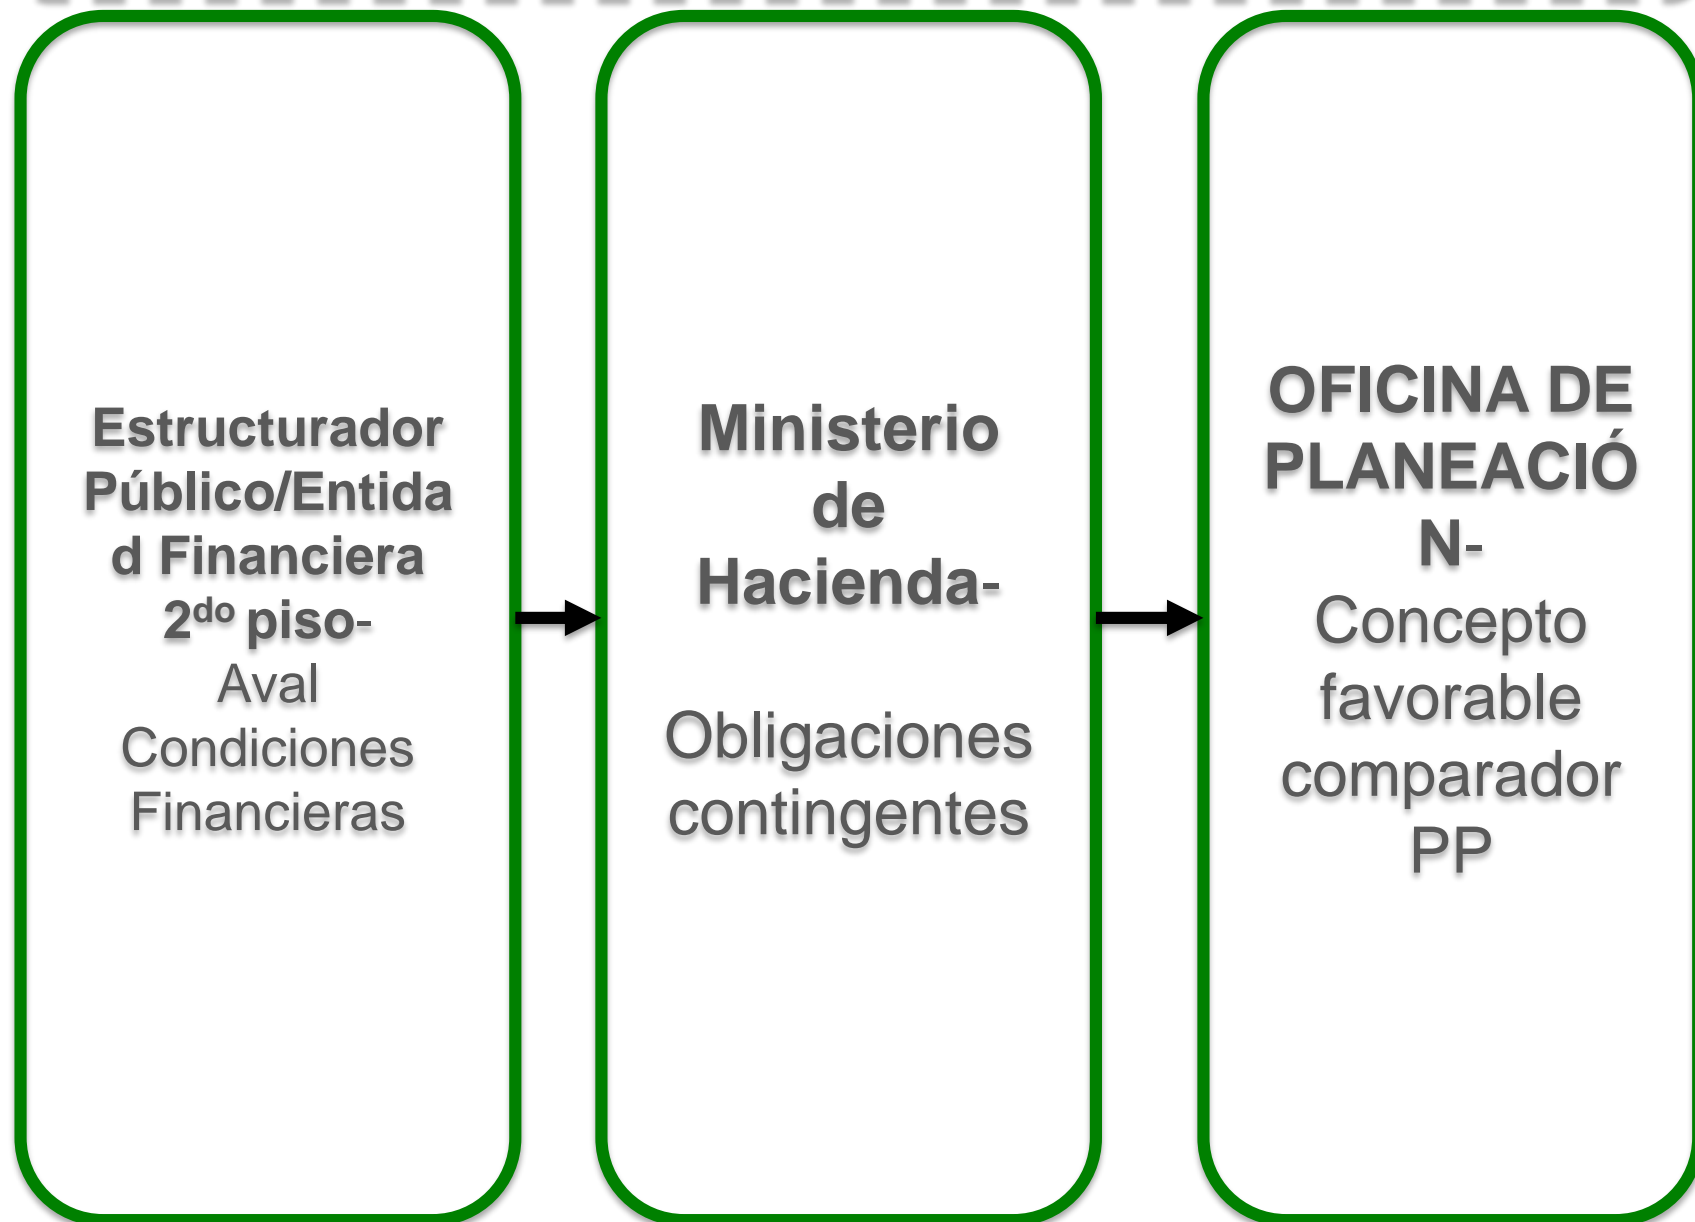 Estructurador
Público/Entida
d Financiera
2do piso-
Aval
Condiciones
Financieras
Ministerio
de
Hacienda-
Obligaciones
contingentes
OFICINA DE
PLANEACIÓ
N-
Concepto
favorable
comparador
PP